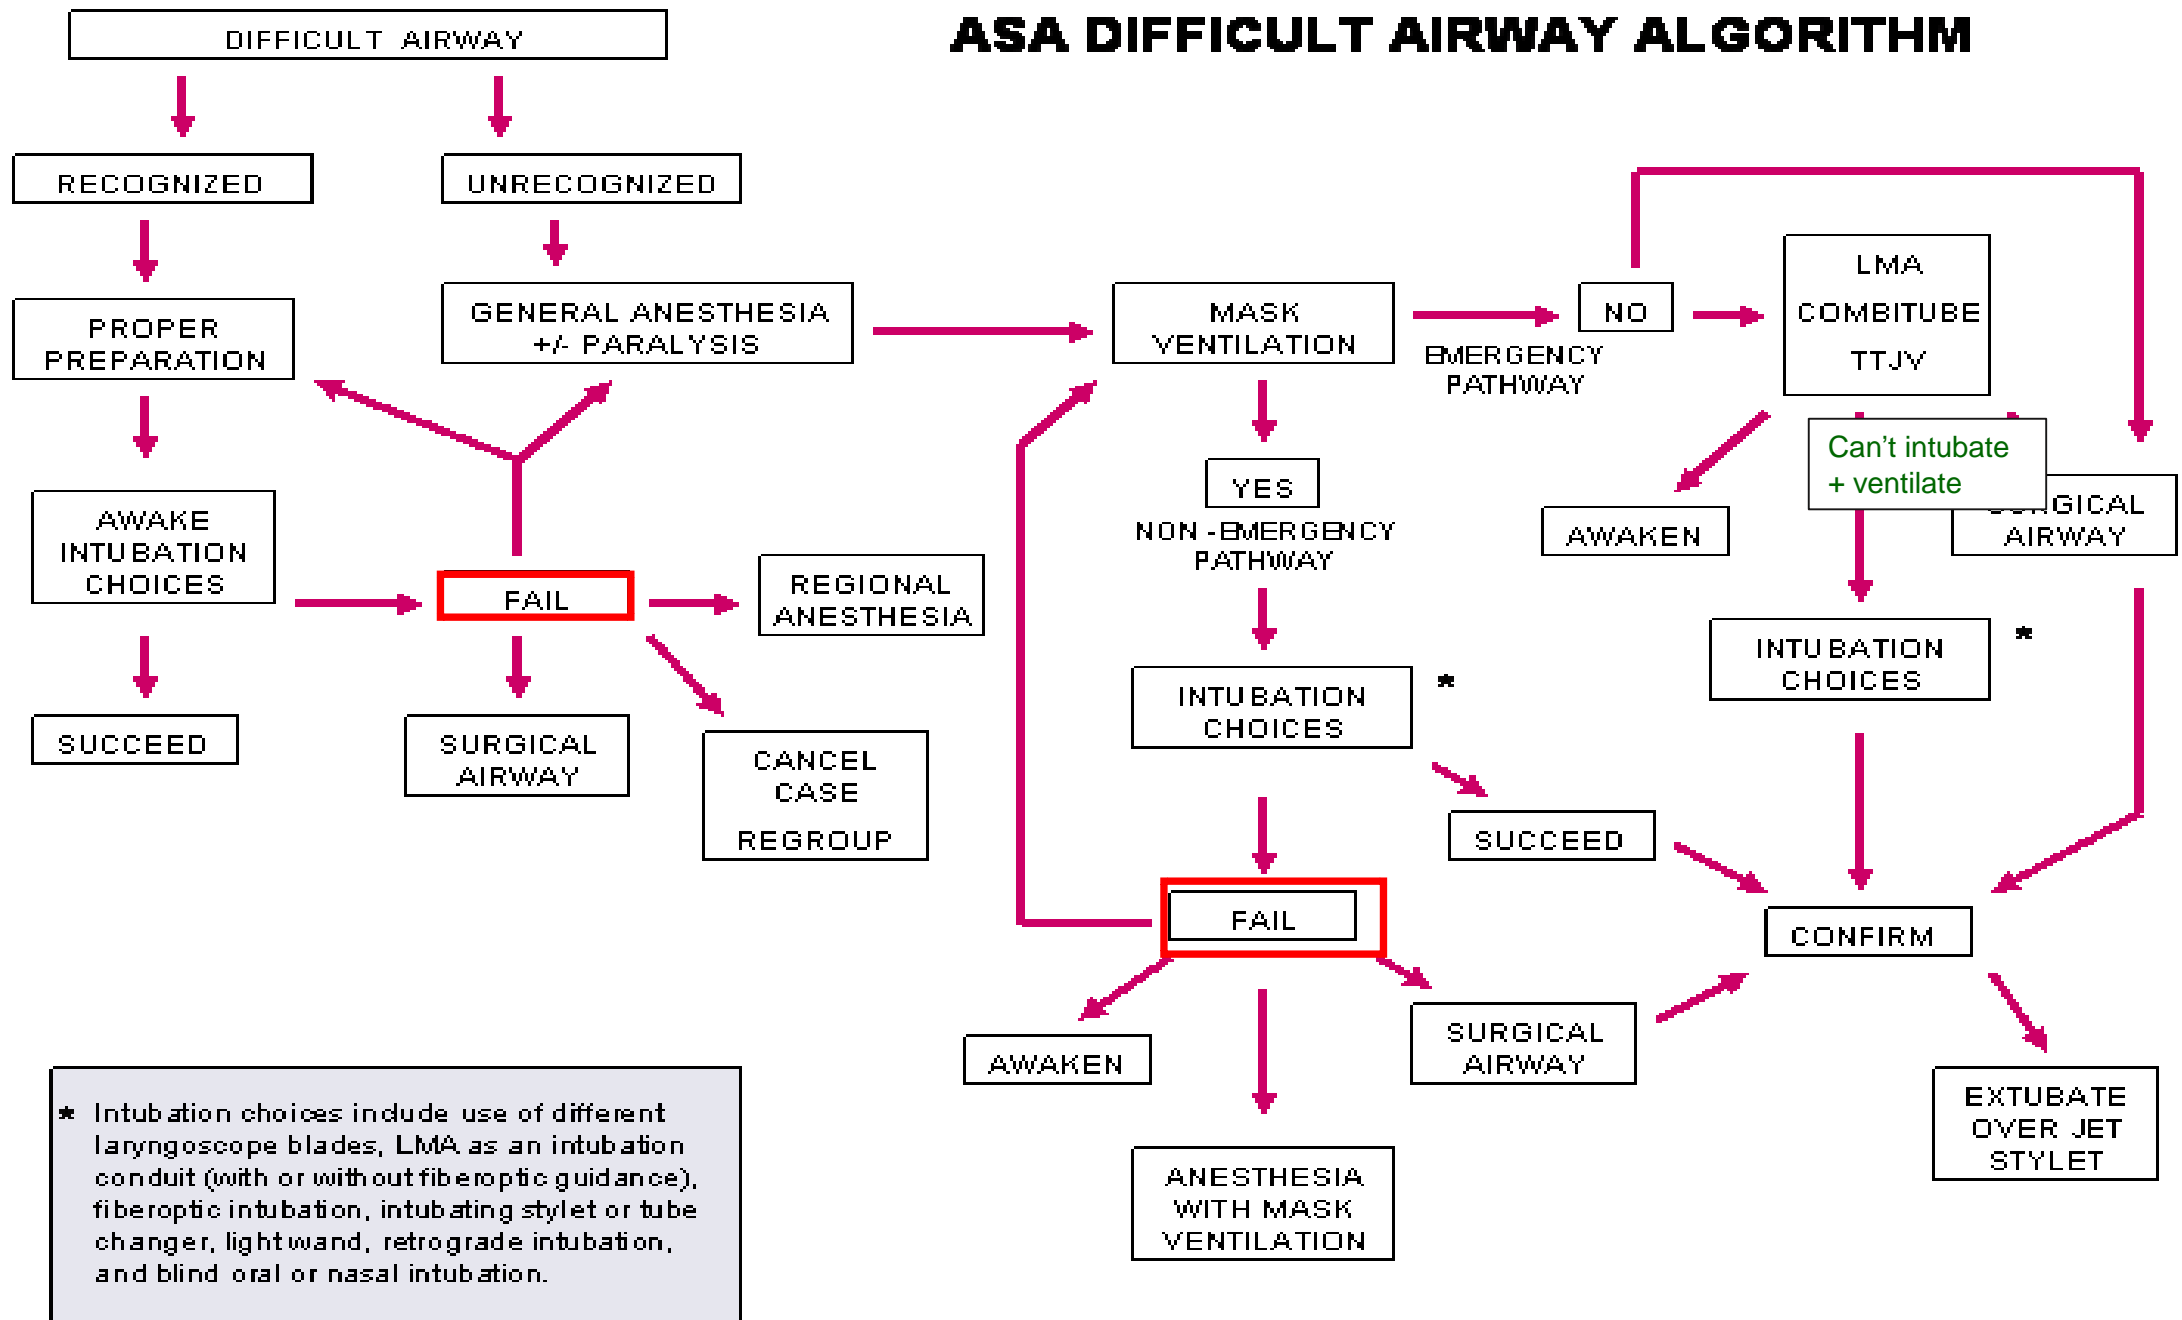 ASA DIFFICULT AIRWAY ALGORITHM
DIFFICULT AIRWAY
RECOGNIZED
UNRECOGNIZED
PROPER
PREPARATION
GENERAL ANESTHESIA
+/- PARALYSIS
MASK
VENTILATION
EMERGENCY
PATHWAY
NO
LMA
COMBITUBE
TTJV
Can't intubate
+ ventilate
AWAKE
INTUBATION
CHOICES
FAIL
REGIONAL
ANESTHESIA
YES
NON-EMERGENCY
PATHWAY
AWAKEN
SURGICAL
AIRWAY
SUCCEED
SURGICAL
AIRWAY
CANCEL
CASE
REGROUP
INTUBATION
CHOICES
*
INTUBATION
CHOICES
*
SUCCEED
FAIL
CONFIRM
AWAKEN
SURGICAL
AIRWAY
ANESTHESIA
WITH MASK
VENTILATION
EXTUBATE
OVER JET
STYLET
* Intubation choices include use of different
laryngoscope blades, LMA as an intubation
conduit (with or without fiberoptic guidance),
fiberoptic intubation, intubating stylet or tube
changer, light wand, retrograde intubation,
and blind oral or nasal intubation.